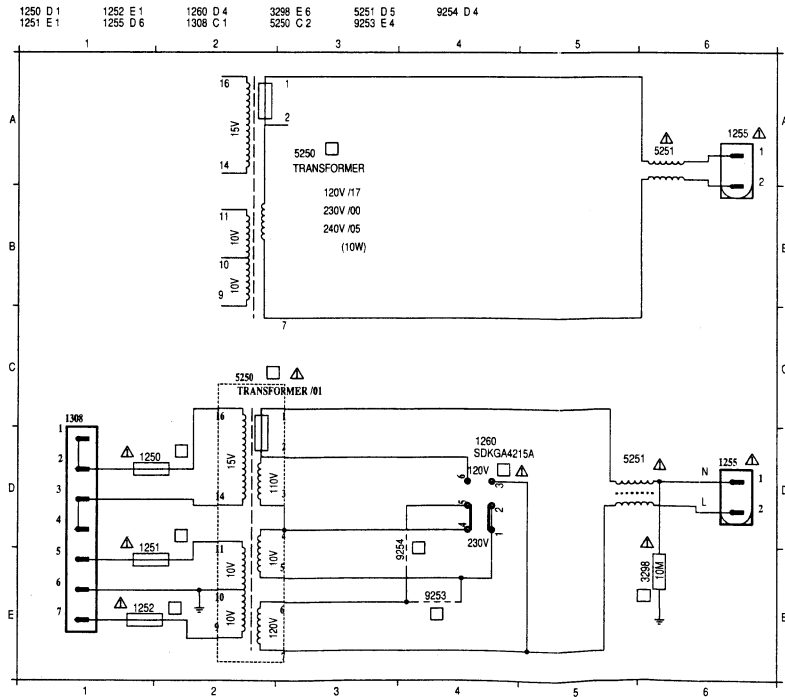 1250 D 1 1252 E 1 1260 D 4 3298 E 6 5251 D 5 9254 D 4
1251 E 1 1255 D 6 1308 C 1 5250 C 2 9253 E 4
1 2 3 4 5 6
A
16
1
15V
2
14
5250
TRANSFORMER
120V /17
230V /00
240V /05
(10W)
5251
1255
1
2
A
B
11
10V
10
10V
9
7
B
C
5250
TRANSFORMER /01
C
1308
1
2
3
4
5
6
7
1250
1251
1252
16
15V
14
11
10V
10
10V
9
1
2
110V
3
10V
5
6
120V
7
1260
SDKGA4215A
120V
6
3
5
2
4
1
230V
9254
9253
5251
N
L
1255
1
2
3298
10M
D
D
E
E
1 2 3 4 5 6